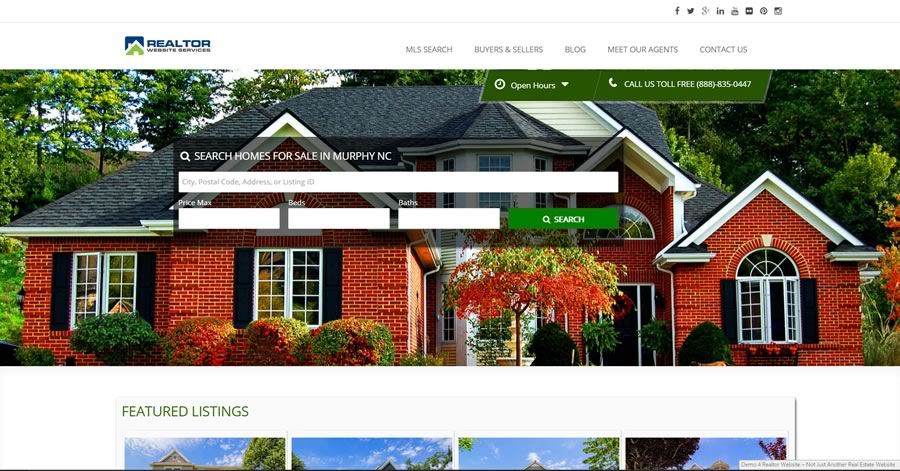 REALTOR
WEBSITE SERVICES
MLS SEARCH BUYERS & SELLERS BLOG MEET OUR AGENTS CONTACT US
Open Hours CALL US TOLL FREE (888)-835-0447
SEARCH HOMES FOR SALE IN MURPHY NC
City, Postal Code, Address, or Listing ID
Price Max Beds Baths
SEARCH
FEATURED LISTINGS
Demo 4 Realtor Website – Not Just Another Real Estate Website